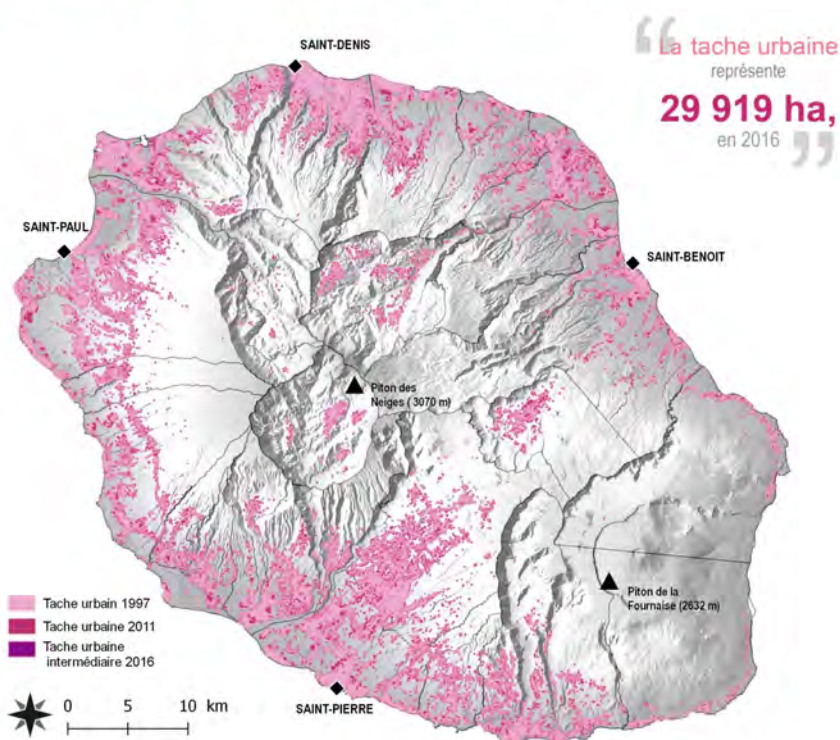 SAINT-DENIS
“ La tache urbaine
représente
29 919 ha,
en 2016 ”
SAINT-PAUL
SAINT-BENOIT
Piton des
Neiges ( 3070 m)
Tache urbain 1997
Tache urbaine 2011
Tache urbaine
intermédiaire 2016
Piton de la
Fournaise (2632 m)
0 5 10 km
SAINT-PIERRE